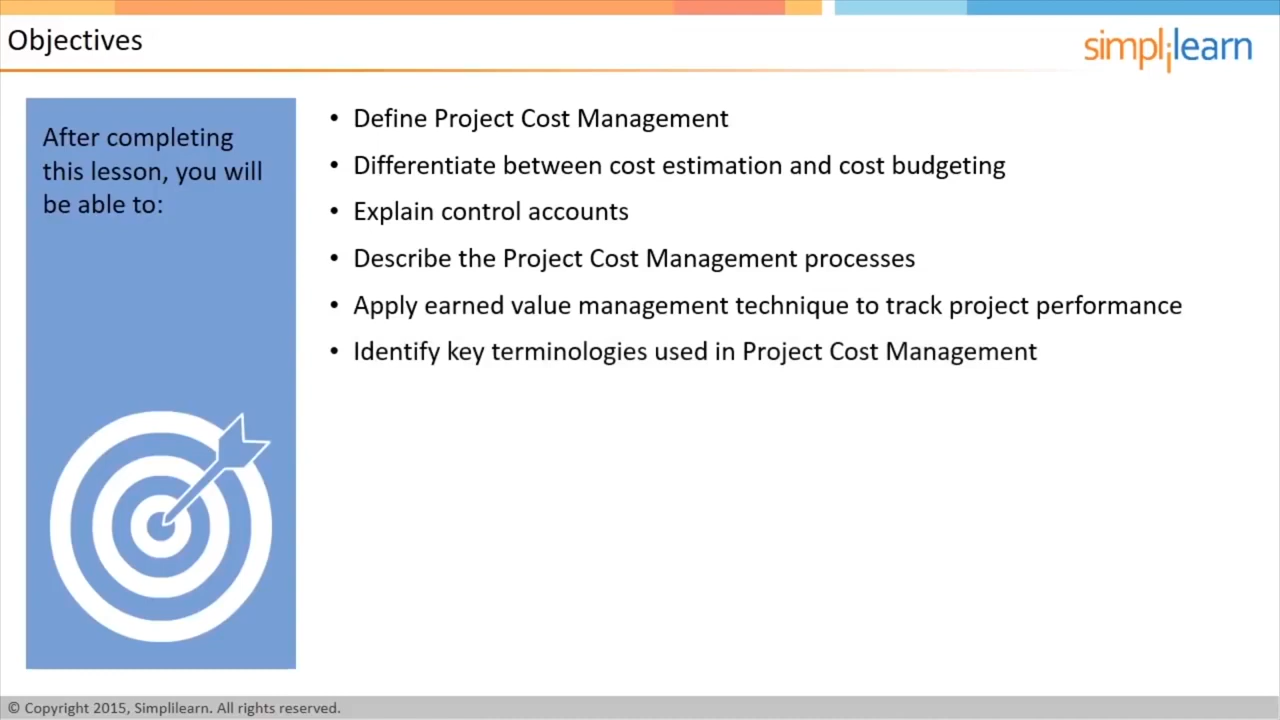 Objectives
simplilearn
After completing
this lesson, you will
be able to:
• Define Project Cost Management
• Differentiate between cost estimation and cost budgeting
• Explain control accounts
• Describe the Project Cost Management processes
• Apply earned value management technique to track project performance
• Identify key terminologies used in Project Cost Management
© Copyright 2015, Simplilearn. All rights reserved.